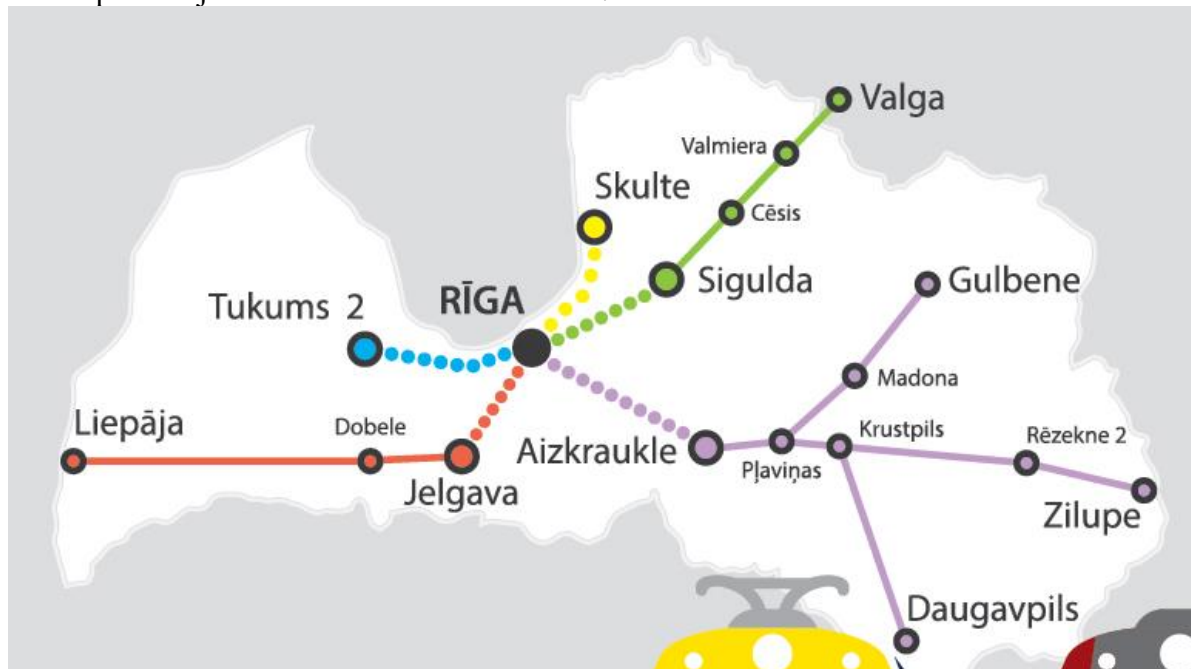 Valga
Valmiera
Skulte
Cēsis
Sigulda
Gulbene
RĪGA
Tukums 2
Madona
Liepāja
Dobele
Krustpils
Rēzekne 2
Aizkraukle
Pļaviņas
Jelgava
Zilupe
Daugavpils